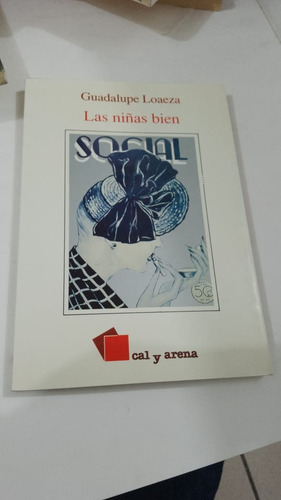 Guadalupe Loaeza
Las niñas bien
SOCIAL
cal y arena